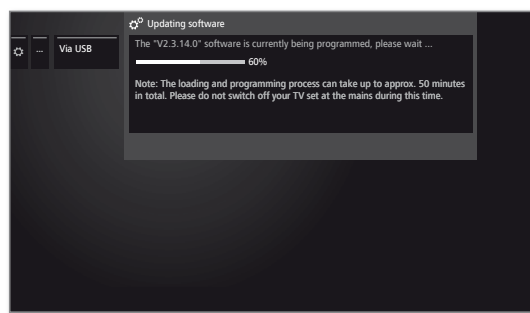 Updating software
... Via USB
The "V2.3.14.0" software is currently being programmed, please wait ...
60%
Note: The loading and programming process can take up to approx. 50 minutes
in total. Please do not switch off your TV set at the mains during this time.